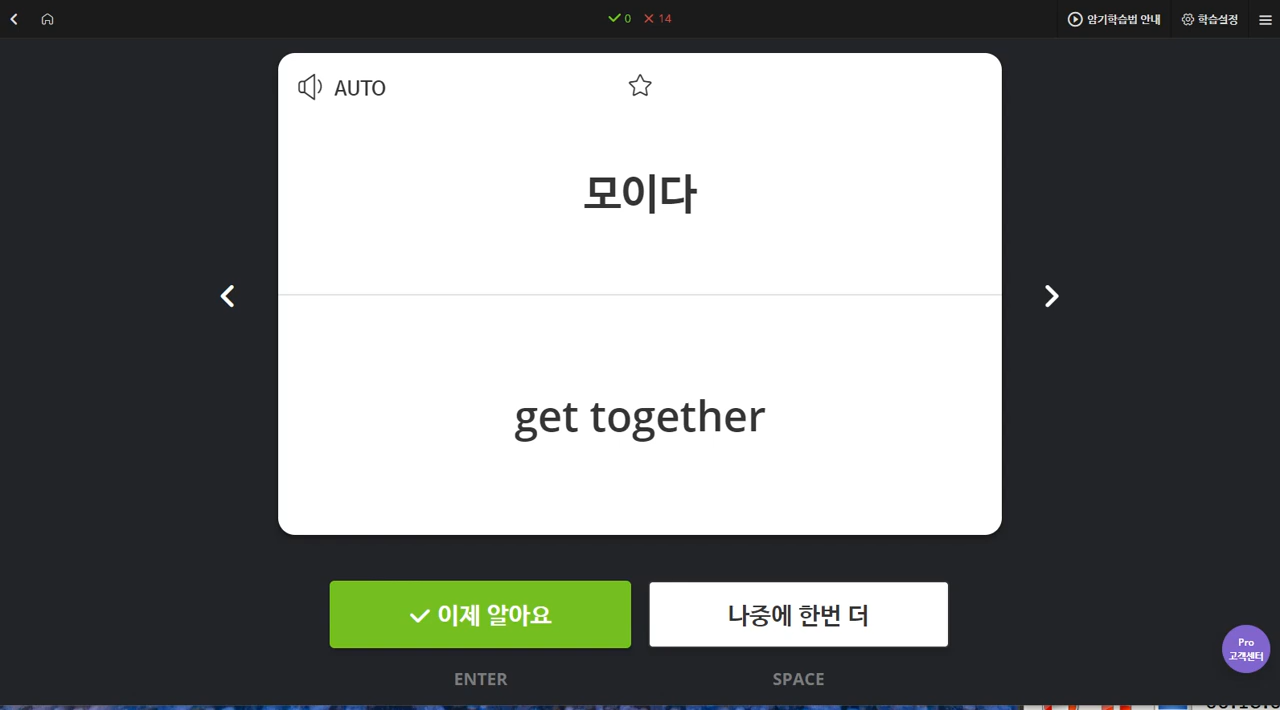 0 14 암기학습법 안내 학습설정
AUTO
모이다
get together
이제 알아요 나중에 한번 더
ENTER SPACE
Pro
고객센터